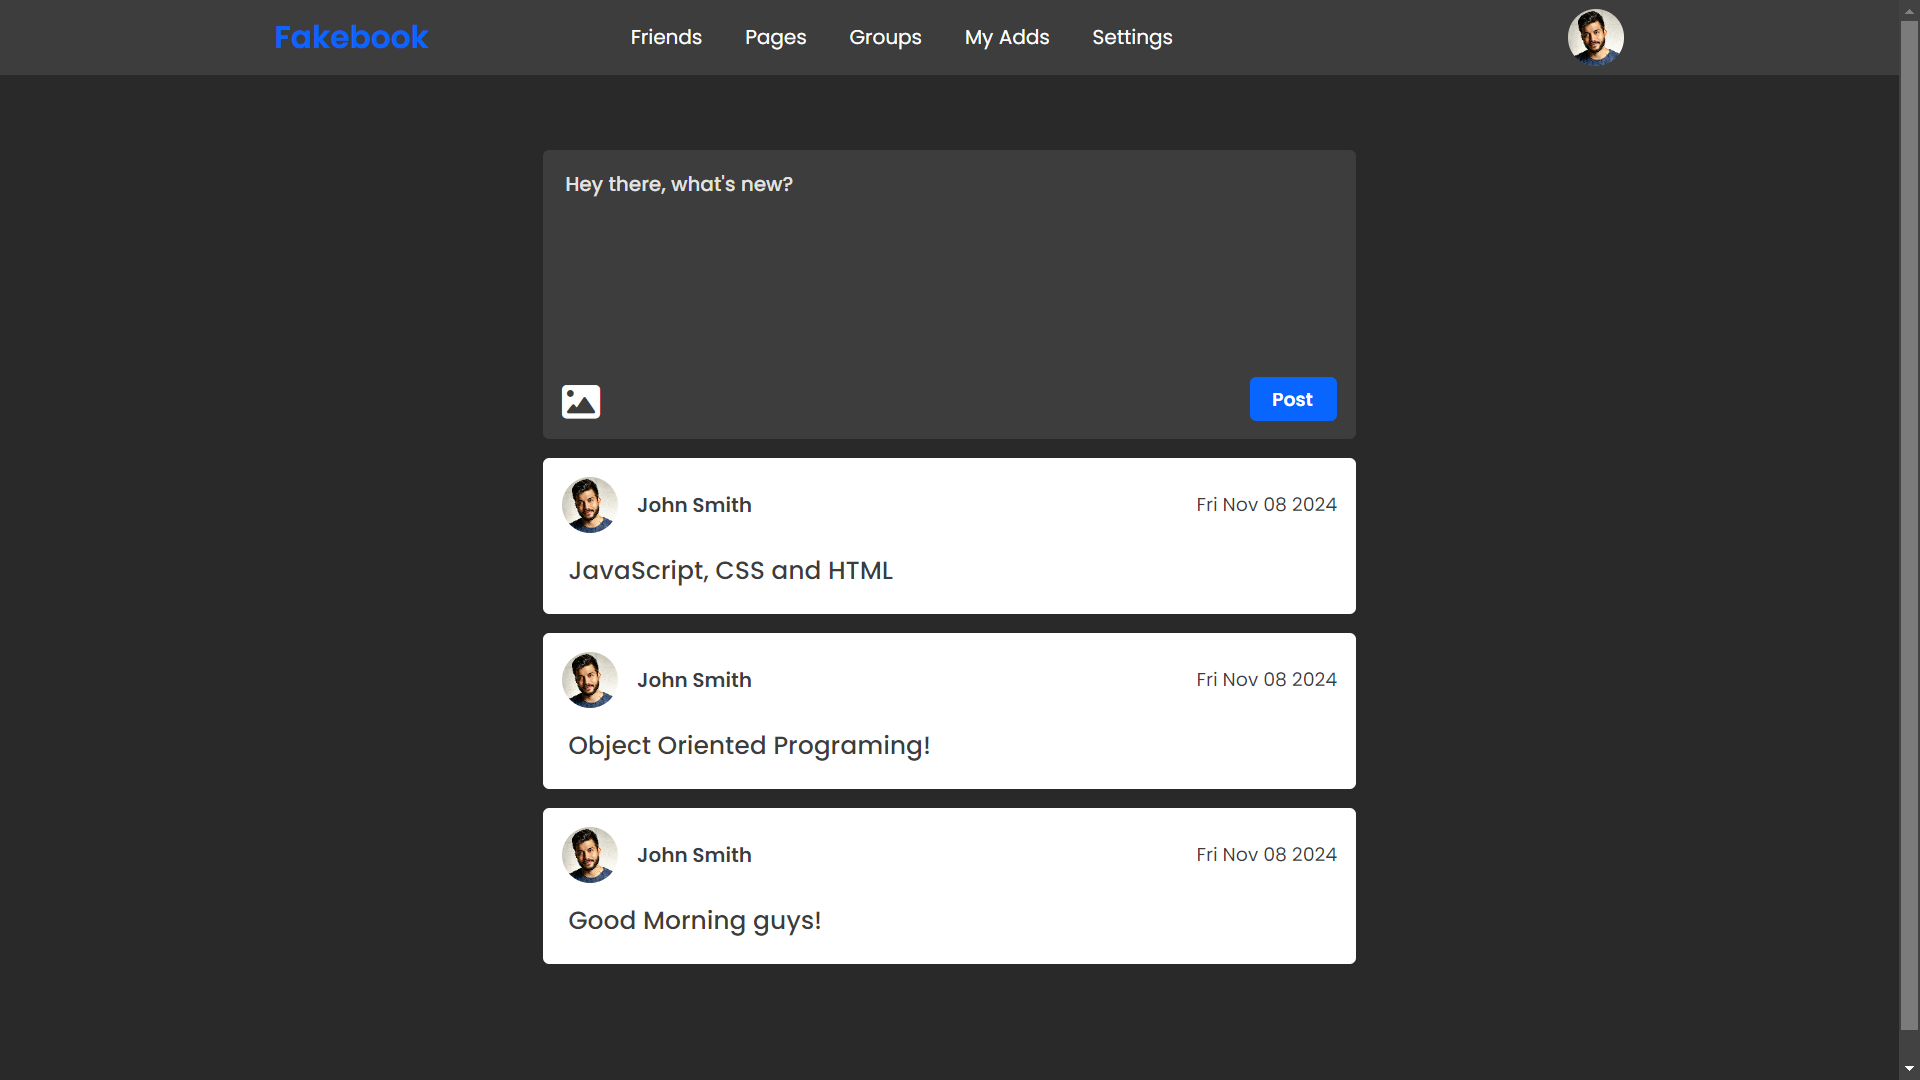 Fakebook Friends Pages Groups My Adds Settings
Hey there, what's new?
Post
John Smith Fri Nov 08 2024
JavaScript, CSS and HTML
John Smith Fri Nov 08 2024
Object Oriented Programing!
John Smith Fri Nov 08 2024
Good Morning guys!